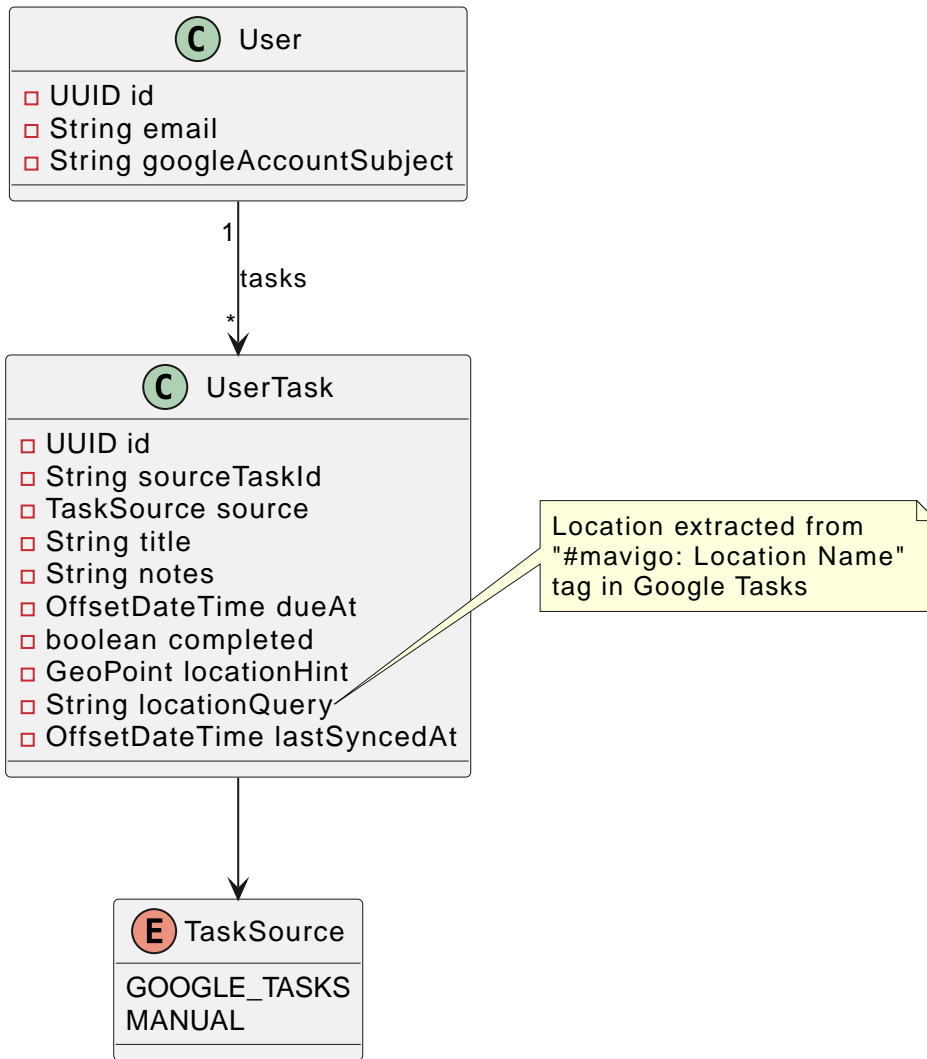 C User
UUID id
String email
String googleAccountSubject
1
tasks
*
C UserTask
UUID id
String sourceTaskId
TaskSource source
String title
String notes
OffsetDateTime dueAt
boolean completed
GeoPoint locationHint
String locationQuery
OffsetDateTime lastSyncedAt
Location extracted from
"#mavigo: Location Name"
tag in Google Tasks
E TaskSource
GOOGLE_TASKS
MANUAL